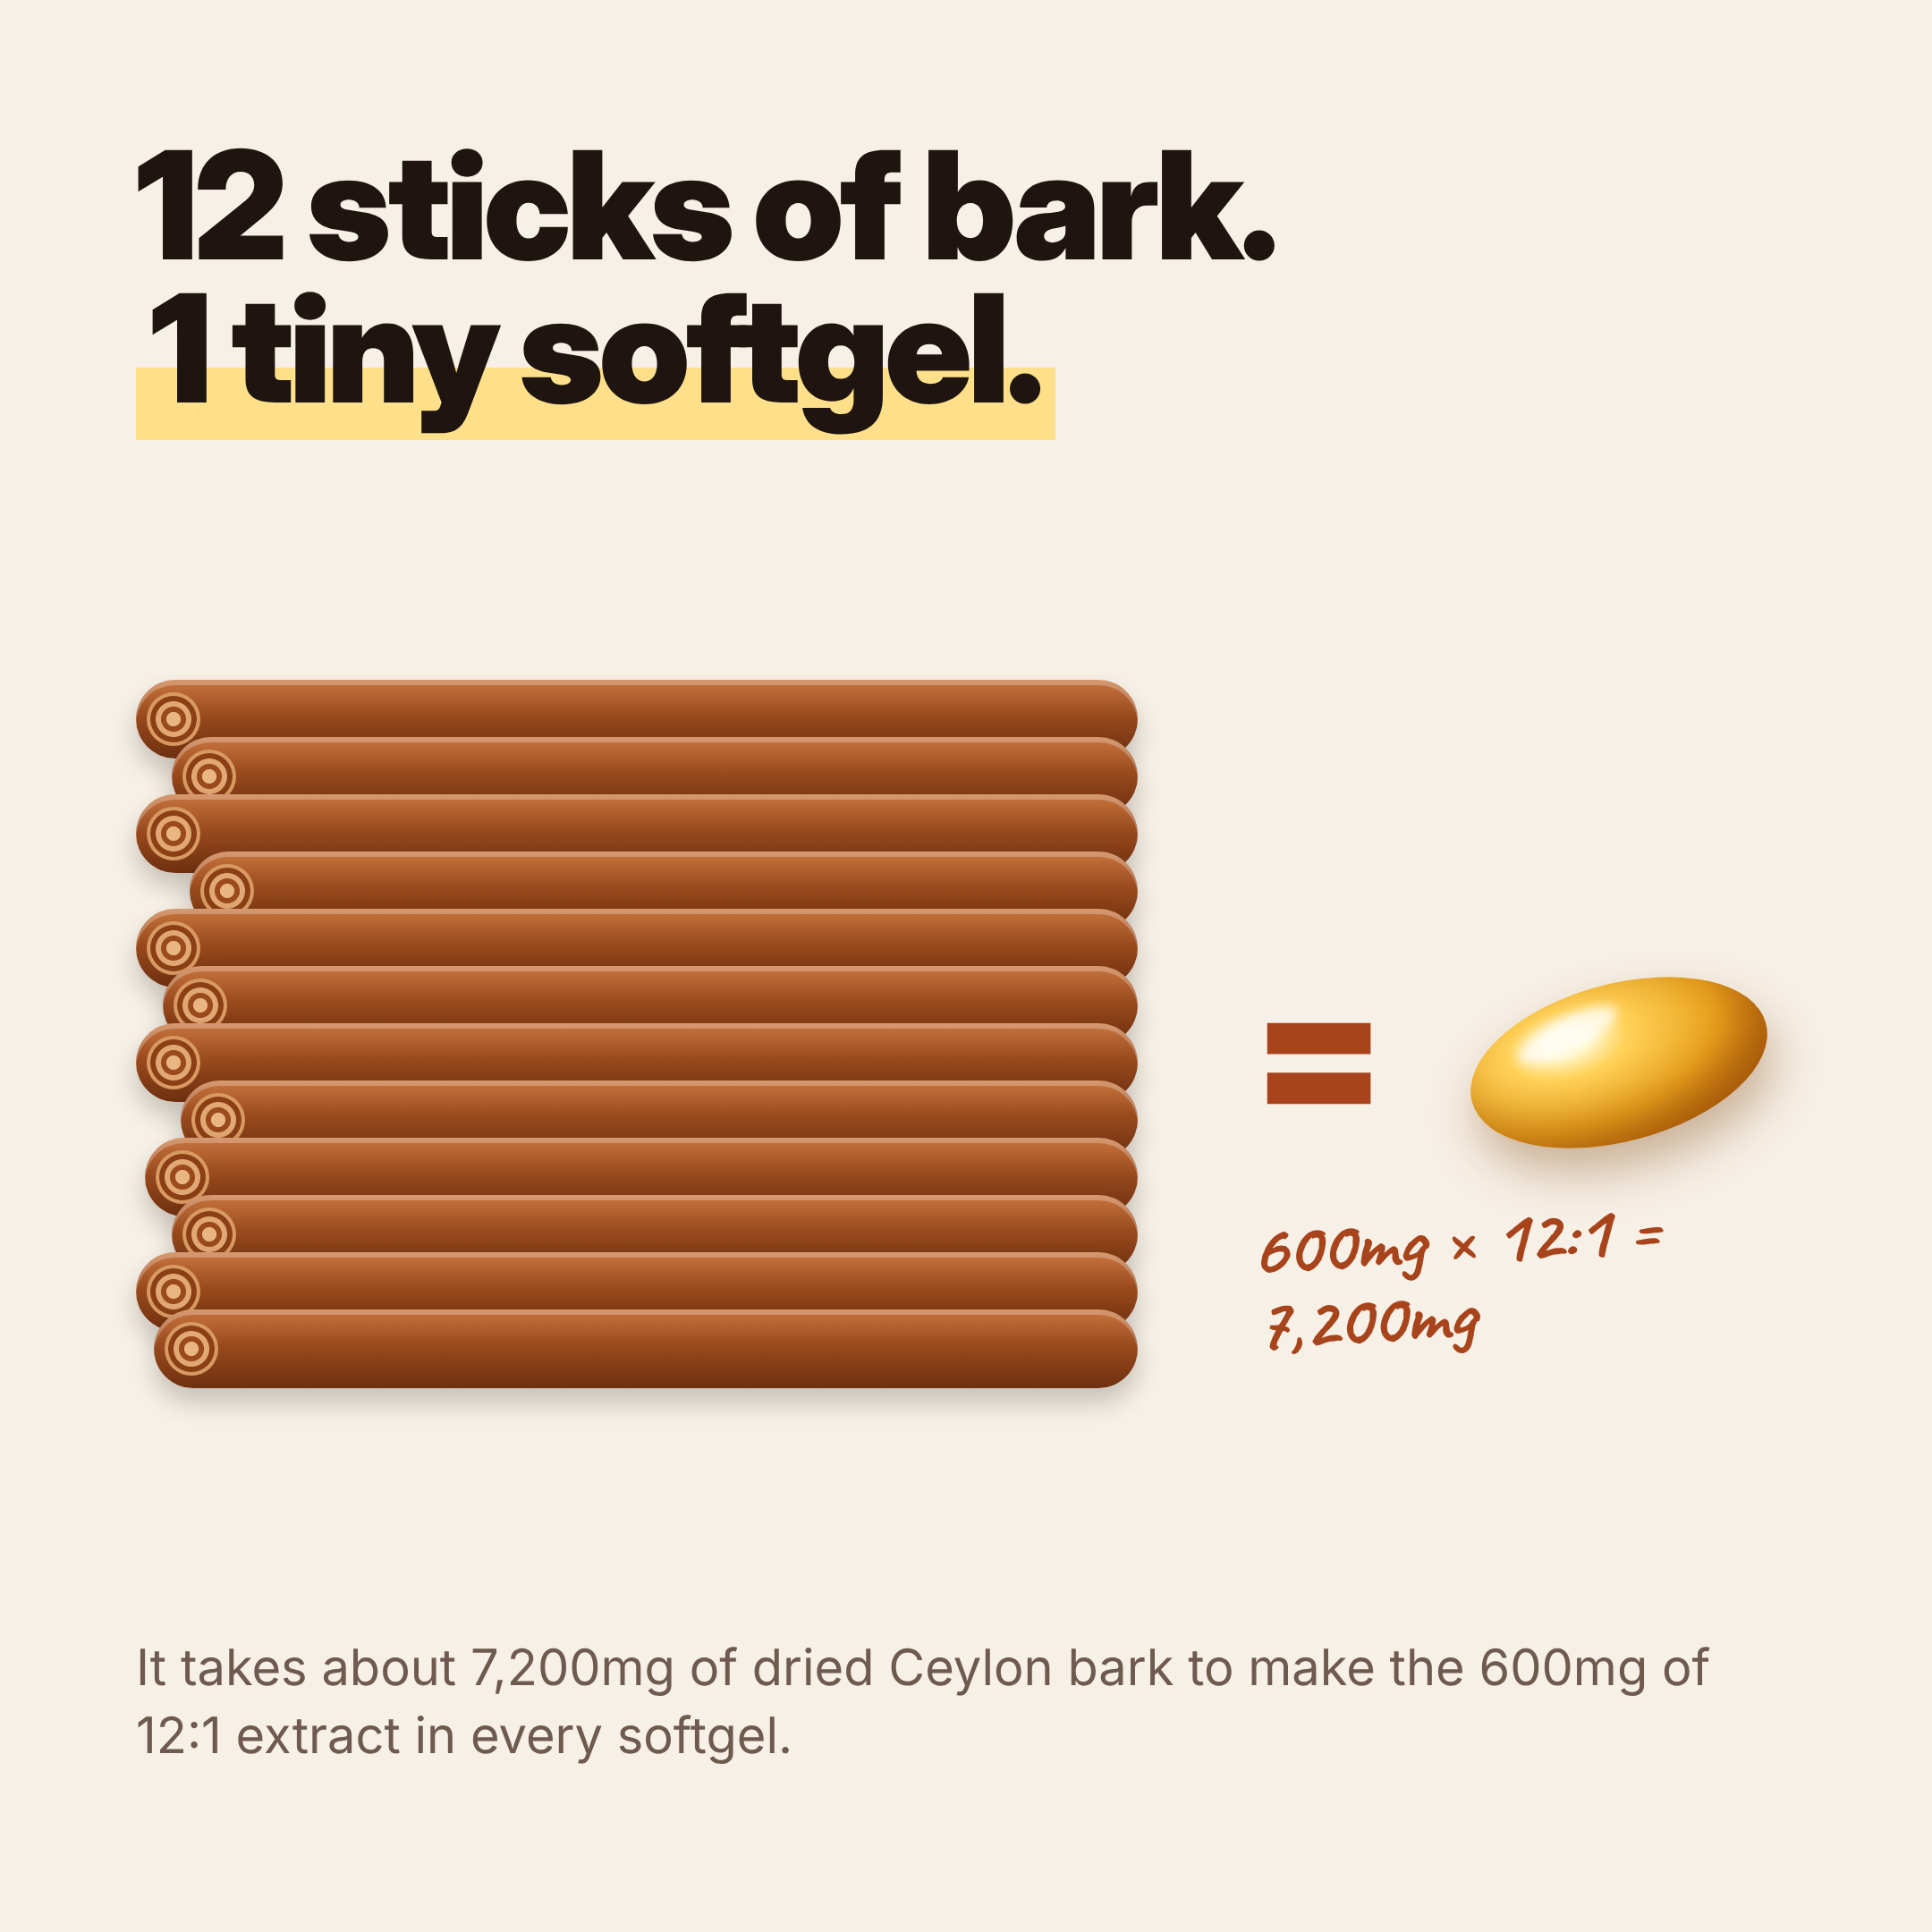 12 sticks of bark.
1 tiny softgel.
=
600mg × 12:1 =
7,200mg
It takes about 7,200mg of dried Ceylon bark to make the 600mg of
12:1 extract in every softgel.